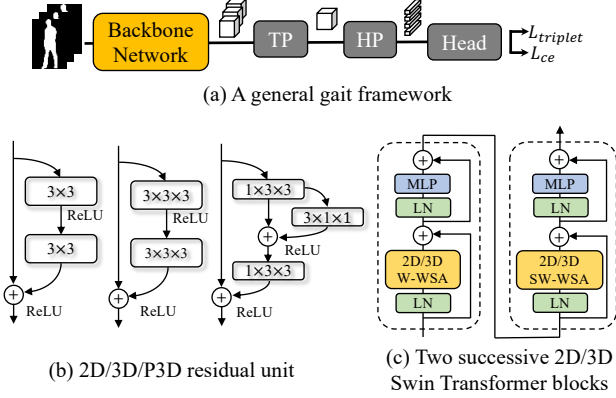 Backbone
Network
TP
HP
Head
L_triplet
L_ce
(a) A general gait framework
3×3
ReLU
3×3
ReLU
3×3×3
ReLU
3×3×3
ReLU
1×3×3
3×1×1
ReLU
1×3×3
ReLU
(b) 2D/3D/P3D residual unit
MLP
LN
2D/3D
W-WSA
LN
MLP
LN
2D/3D
SW-WSA
LN
(c) Two successive 2D/3D
Swin Transformer blocks